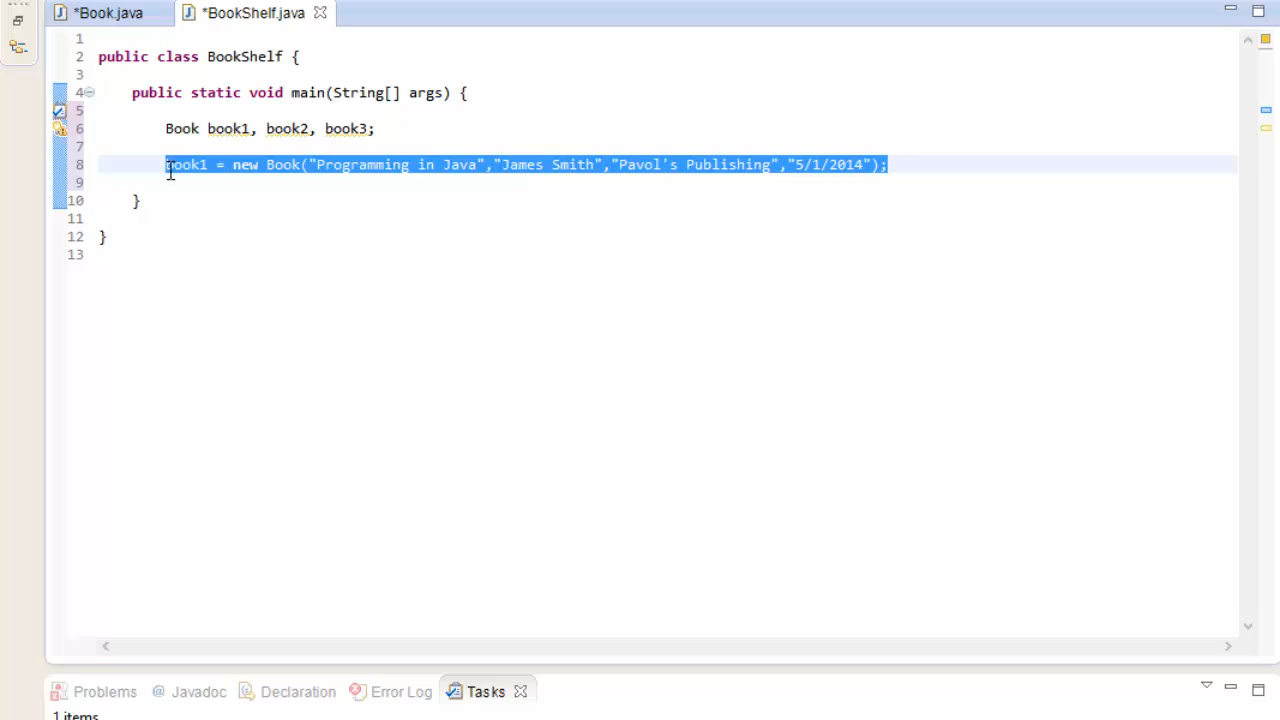 *Book.java *BookShelf.java
1
2 public class BookShelf {
3
4 public static void main(String[] args) {
5
6 Book book1, book2, book3;
7
8 book1 = new Book("Programming in Java","James Smith","Pavol's Publishing","5/1/2014");
9
10 }
11
12 }
13
Problems @ Javadoc Declaration Error Log Tasks
1 items